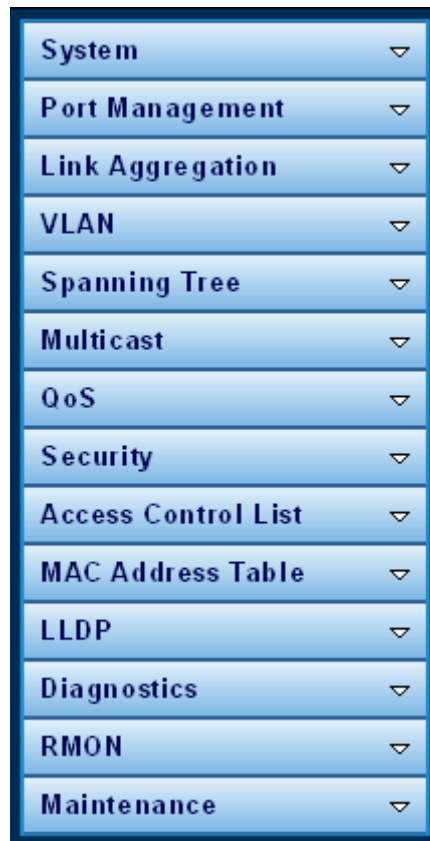 System
Port Management
Link Aggregation
VLAN
Spanning Tree
Multicast
QoS
Security
Access Control List
MAC Address Table
LLDP
Diagnostics
RMON
Maintenance